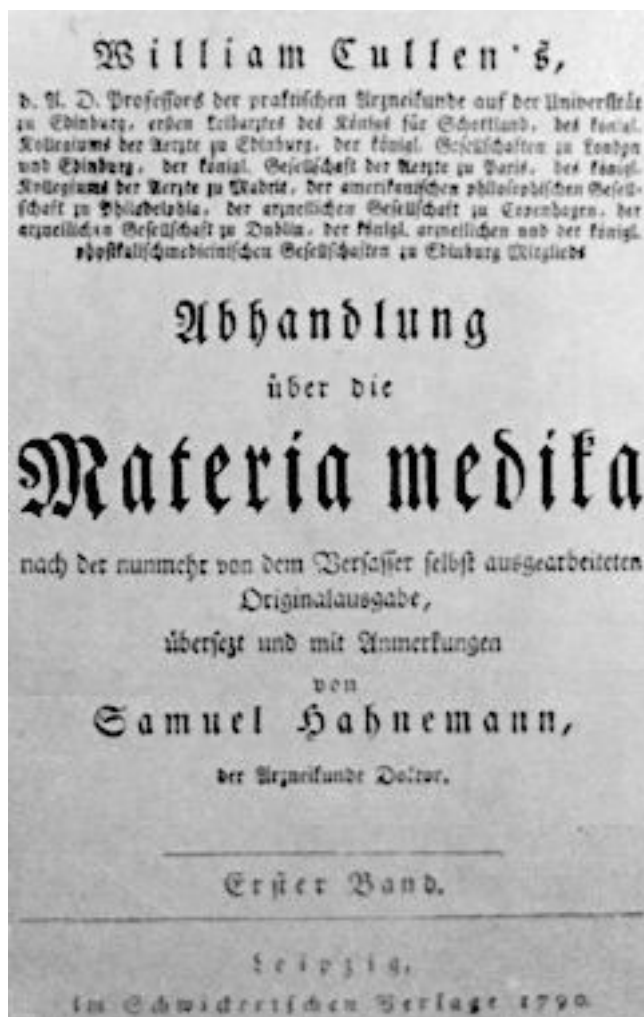 William Cullen's,
d. A. D. Professors der praktischen Arzneikunde auf der Universität
zu Edinburg, ersten Leibarztes des Königs für Schottland, des königl.
Kollegiums der Aerzte zu Edinburg, der königl. Gesellschaften zu London
und Edinburg, der königl. Gesellschaft der Aerzte zu Paris, des königl.
Kollegiums der Aerzte zu Madrit, der amerikanischen philosophischen Gesell-
schaft zu Philadelphia, der arzneilichen Gesellschaft zu Copenhagen, der
arzneilichen Gesellschaft zu Dublin, der königl. arzneilichen und der königl.
physikalischmedicinischen Gesellschaften zu Edinburg Mitglieds
Abhandlung
über die
Materia medika
nach der nunmehr von dem Verfasser selbst ausgearbeiteten
Originalausgabe,
übersezt und mit Anmerkungen
von
Samuel Hahnemann,
der Arzneikunde Doktor.
Erster Band.
Leipzig,
im Schwickertschen Verlage 1790.